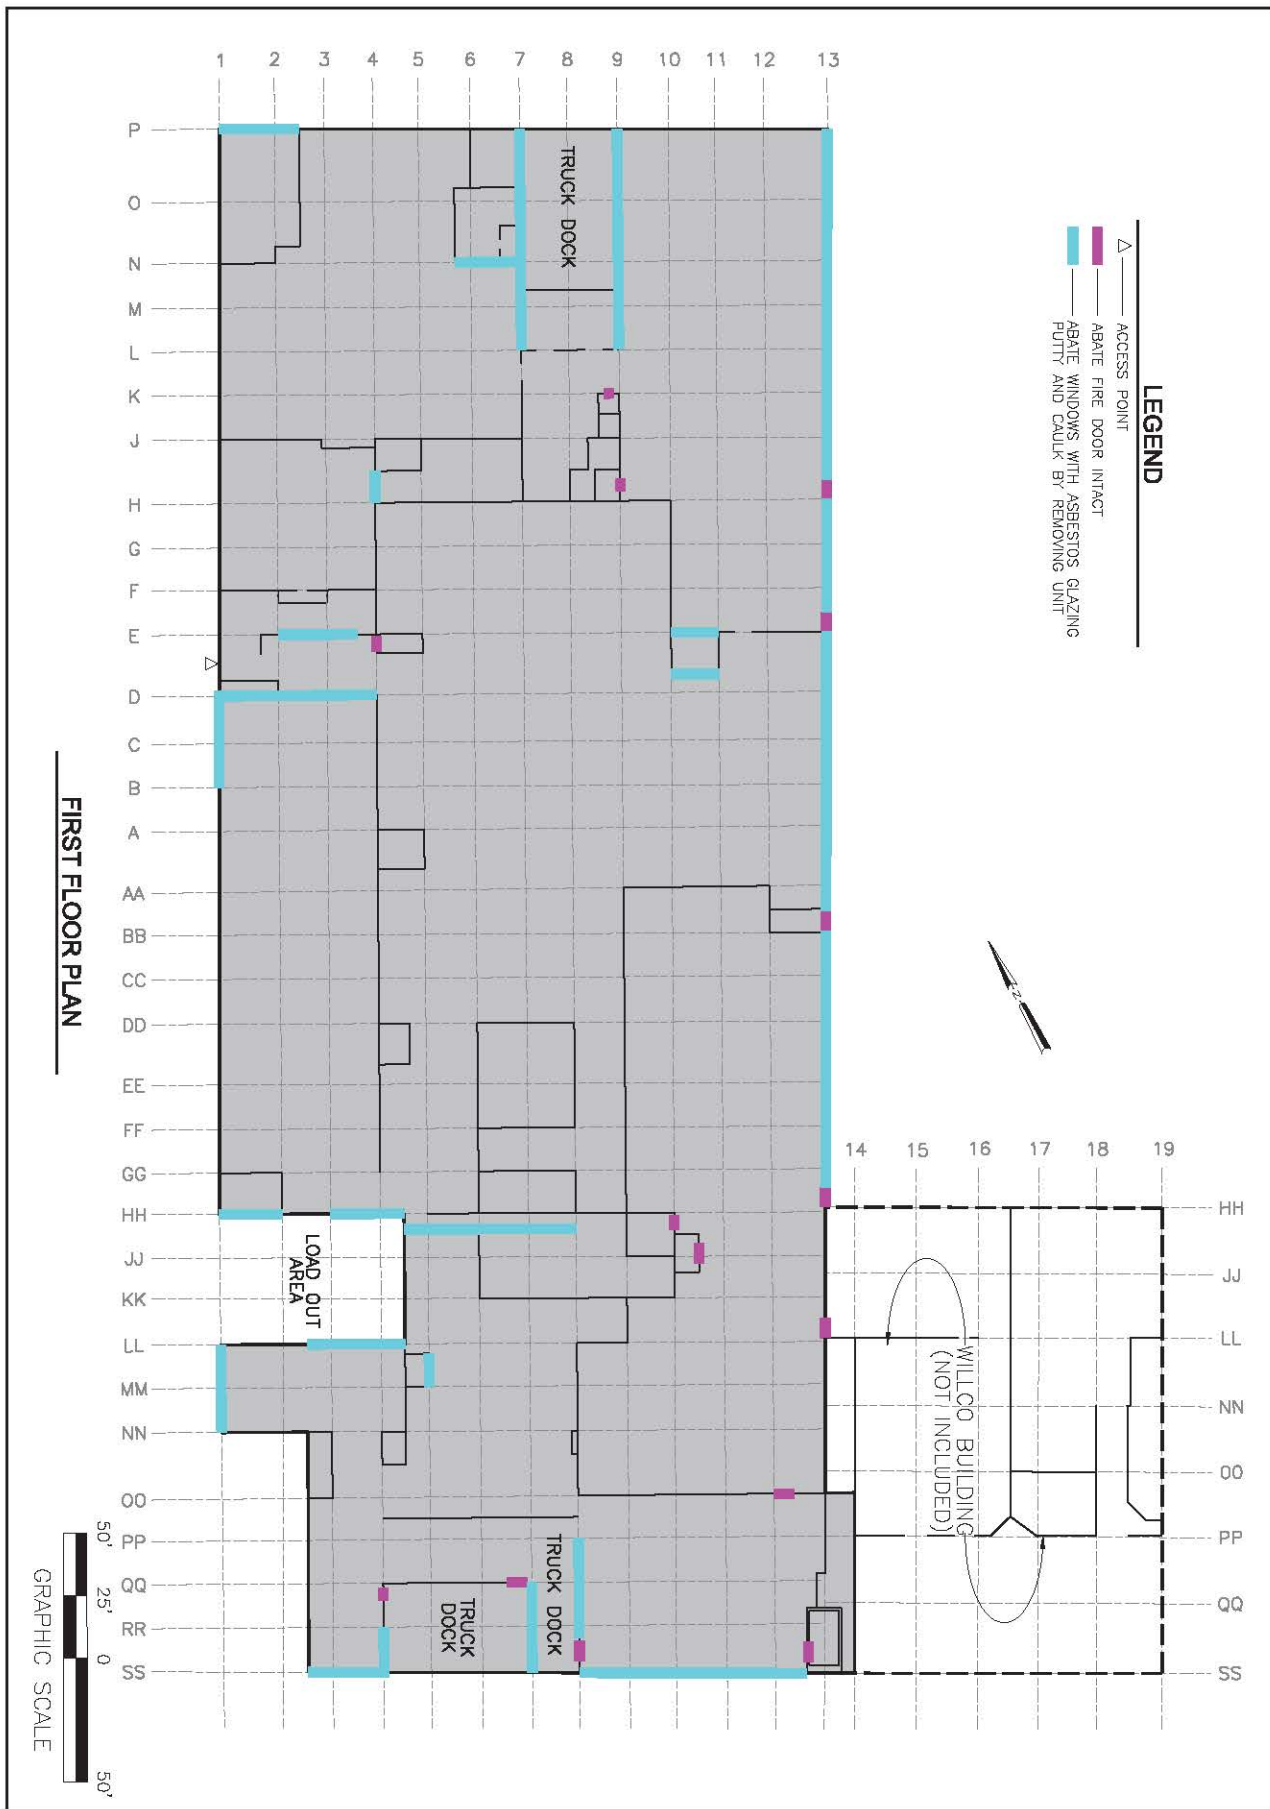 1 2 3 4 5 6 7 8 9 10 11 12 13
P
O
N
M
L
K
J
H
G
F
E
D
C
B
A
AA
BB
CC
DD
EE
FF
GG
HH
JJ
KK
LL
MM
NN
OO
PP
QQ
RR
SS
TRUCK DOCK
LEGEND
ACCESS POINT
ABATE FIRE DOOR INTACT
ABATE WINDOWS WITH ASBESTOS GLAZING
PUTTY AND CAULK BY REMOVING UNIT
N
14 15 16 17 18 19
HH
JJ
LL
NN
OO
PP
QQ
SS
LOAD OUT
AREA
WILLCO BUILDING
(NOT INCLUDED)
TRUCK DOCK
TRUCK
DOCK
FIRST FLOOR PLAN
50' 25' 0 50'
GRAPHIC SCALE